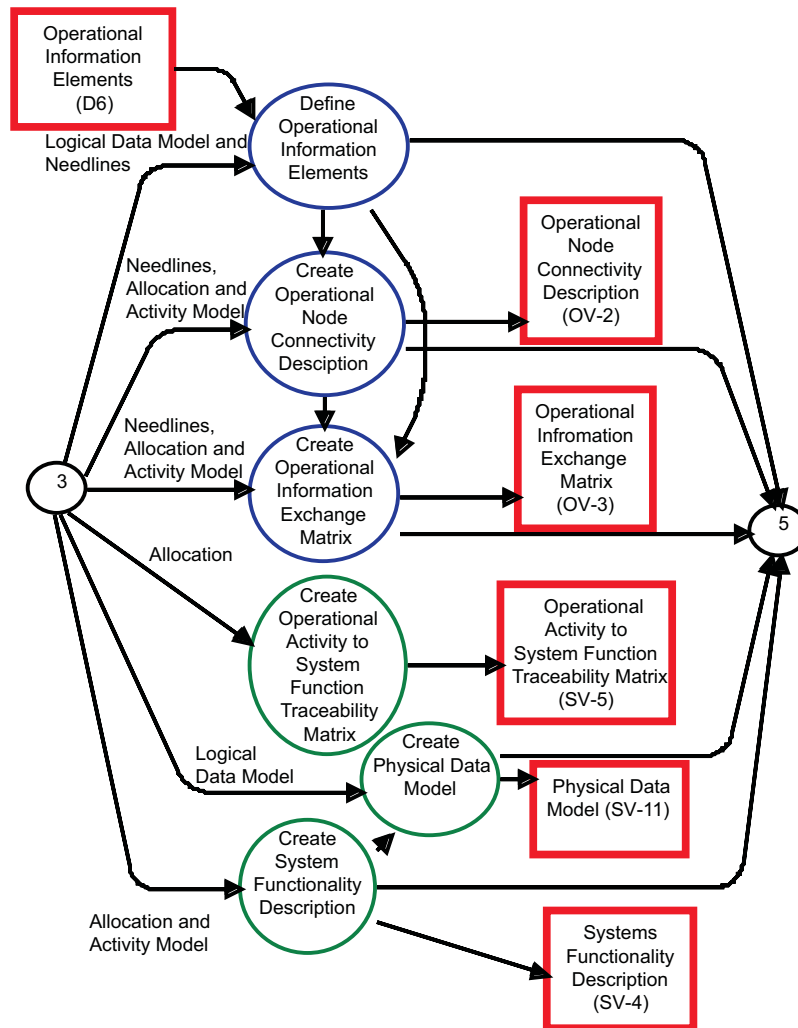 Operational
Information
Elements
(D6)
Define
Operational
Information
Elements
Logical Data Model and
Needlines
Operational
Node
Connectivity
Description
(OV-2)
Needlines,
Allocation and
Activity Model
Create
Operational
Node
Connectivity
Desciption
Operational
Infromation
Exchange
Matrix
(OV-3)
Needlines,
Allocation and
Activity Model
Create
Operational
Information
Exchange
Matrix
3
5
Allocation
Create
Operational
Activity to
System
Function
Traceability
Matrix
Operational
Activity to
System Function
Traceability Matrix
(SV-5)
Logical
Data Model
Create
Physical Data
Model
Physical Data
Model (SV-11)
Create
System
Functionality
Description
Allocation and
Activity Model
Systems
Functionality
Description
(SV-4)